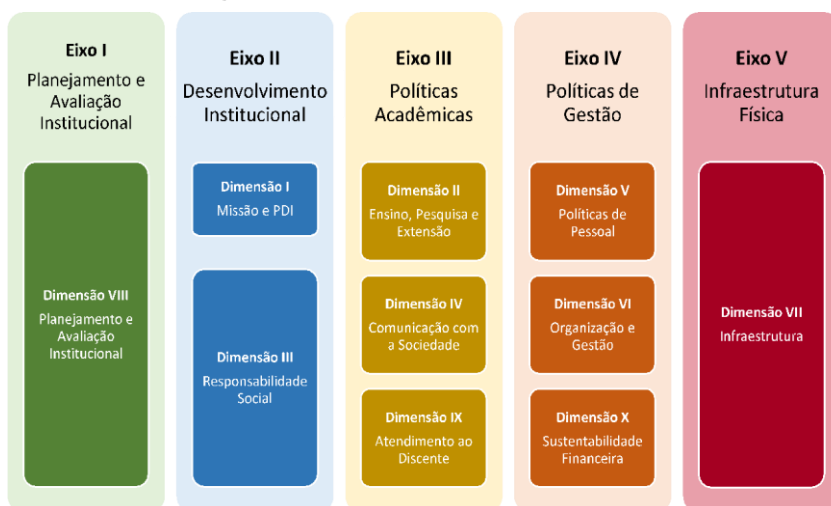 Eixo I
Planejamento e
Avaliação
Institucional
Dimensão VIII
Planejamento e
Avaliação
Institucional
Eixo II
Desenvolvimento
Institucional
Dimensão I
Missão e PDI
Dimensão III
Responsabilidade
Social
Eixo III
Políticas
Acadêmicas
Dimensão II
Ensino, Pesquisa e
Extensão
Dimensão IV
Comunicação com
a Sociedade
Dimensão IX
Atendimento ao
Discente
Eixo IV
Políticas de
Gestão
Dimensão V
Políticas de
Pessoal
Dimensão VI
Organização e
Gestão
Dimensão X
Sustentabilidade
Financeira
Eixo V
Infraestrutura
Física
Dimensão VII
Infraestrutura